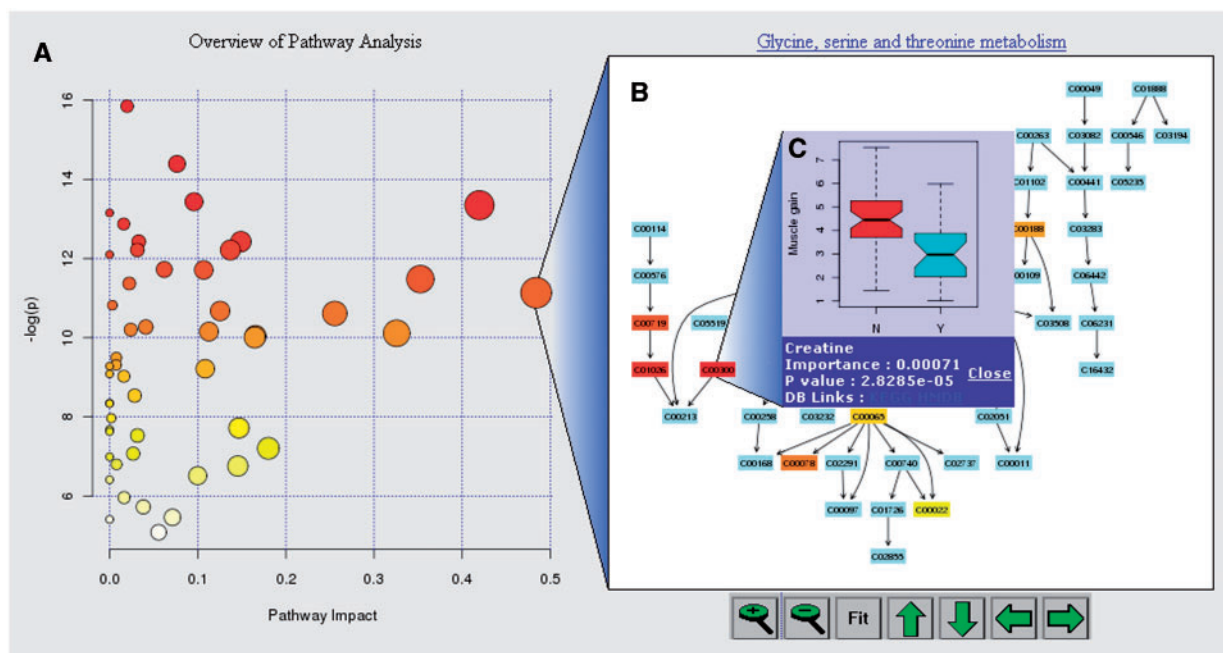 A
Overview of Pathway Analysis
-log(p)
16
14
12
10
8
6
0.0
0.1
0.2
0.3
0.4
0.5
Pathway Impact
Glycine, serine and threonine metabolism
B
C00049
C01888
C00263
C03082
C00546
C03194
C01102
C00441
C05235
C00114
C00188
C03283
C00576
C00109
C06442
C00719
C05519
C03508
C06231
C01026
C00300
C16432
C00213
C00258
C03232
C00065
C02051
C00168
C00078
C02291
C00740
C02737
C00011
C00097
C01726
C00022
C02855
C
Muscle gain
7
6
5
4
3
2
1
N
Y
Creatine
Importance : 0.00071
P value : 2.8285e-05
Close
DB Links :
Fit